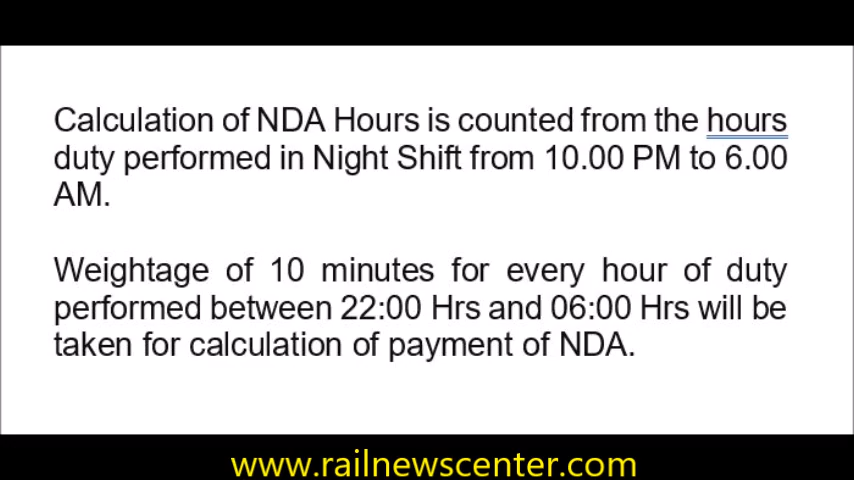 Calculation of NDA Hours is counted from the hours
duty performed in Night Shift from 10.00 PM to 6.00
AM.
Weightage of 10 minutes for every hour of duty
performed between 22:00 Hrs and 06:00 Hrs will be
taken for calculation of payment of NDA.
www.railnewscenter.com